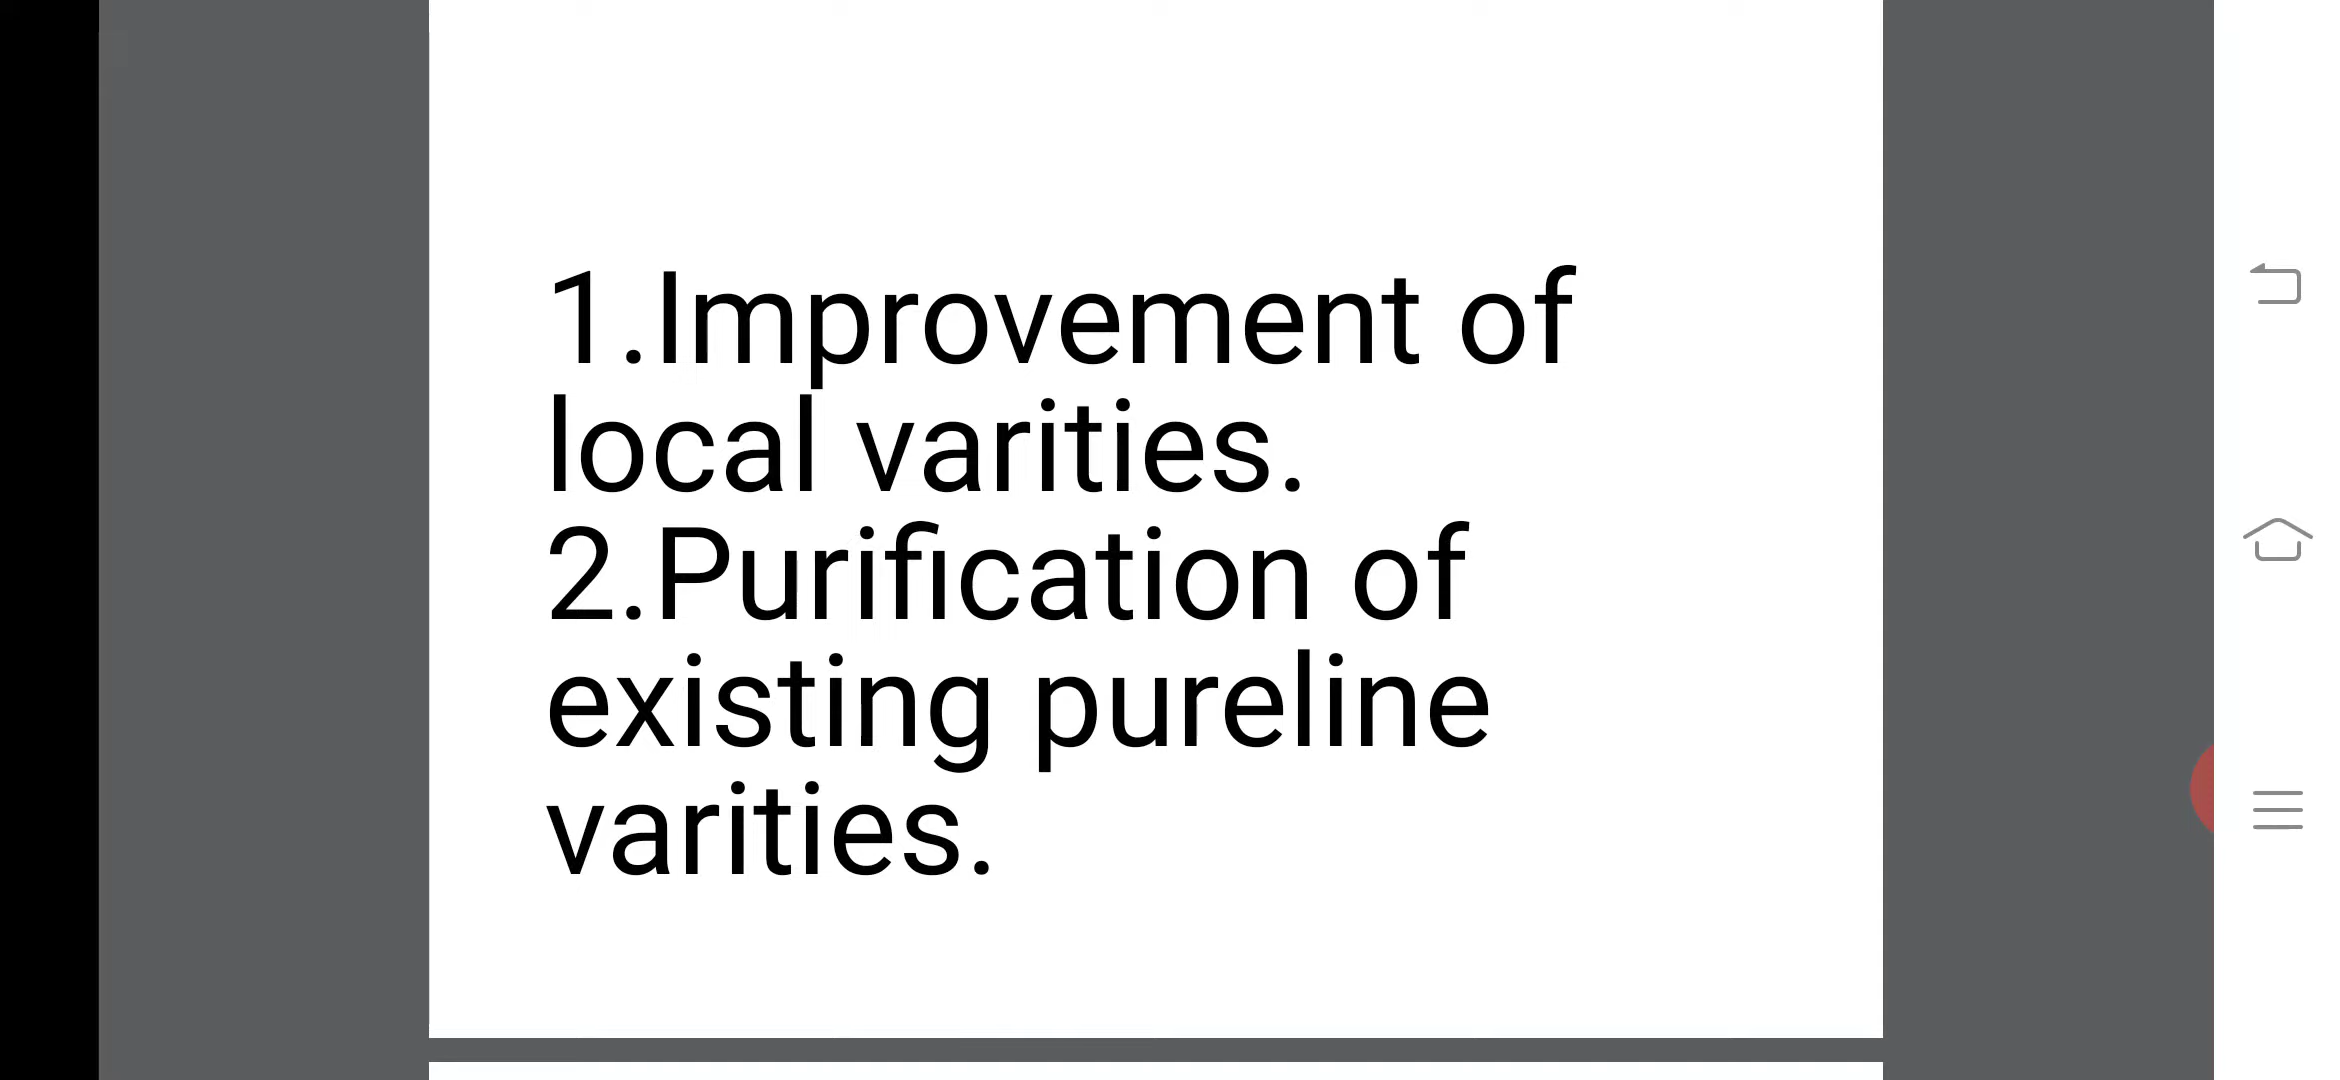 1.Improvement of
local varities.
2.Purification of
existing pureline
varities.